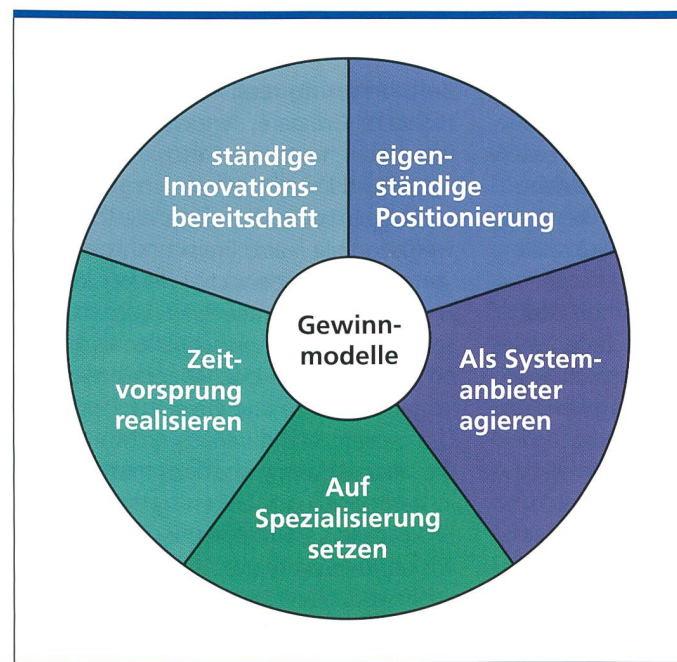 ständige
Innovations-
bereitschaft
eigen-
ständige
Positionierung
Gewinn-
modelle
Zeit-
vorsprung
realisieren
Als System-
anbieter
agieren
Auf
Spezialisierung
setzen